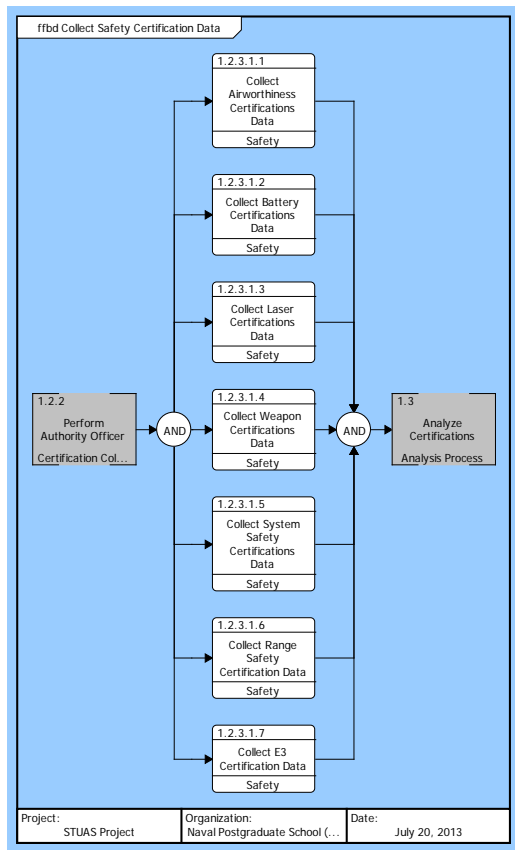 ffbd Collect Safety Certification Data
1.2.3.1.1
Collect
Airworthiness
Certifications
Data
Safety
1.2.3.1.2
Collect Battery
Certifications
Data
Safety
1.2.3.1.3
Collect Laser
Certifications
Data
Safety
1.2.2
Perform
Authority Officer
Certification Col...
AND
1.2.3.1.4
Collect Weapon
Certifications
Data
Safety
AND
1.3
Analyze
Certifications
Analysis Process
1.2.3.1.5
Collect System
Safety
Certifications
Data
Safety
1.2.3.1.6
Collect Range
Safety
Certification Data
Safety
1.2.3.1.7
Collect E3
Certification Data
Safety
Project:
STUAS Project
Organization:
Naval Postgraduate School (...
Date:
July 20, 2013